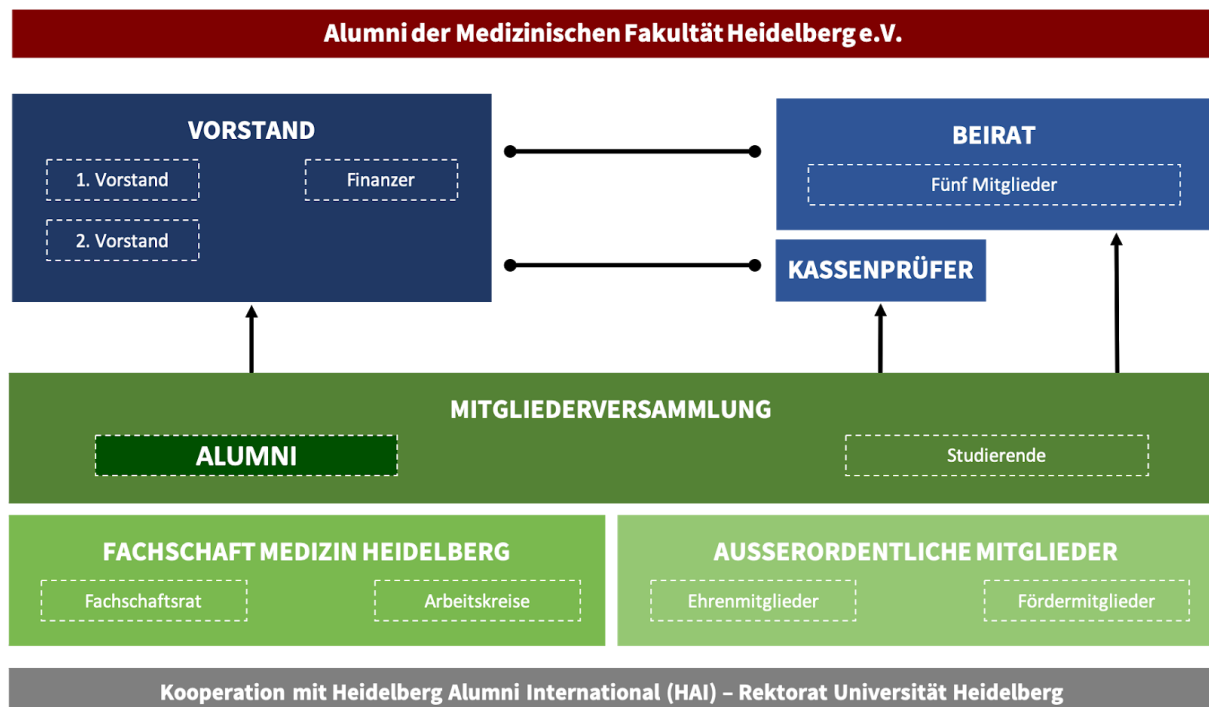 Alumni der Medizinischen Fakultät Heidelberg e.V.
VORSTAND
1. Vorstand
Finanzer
2. Vorstand
BEIRAT
Fünf Mitglieder
KASSENPRÜFER
MITGLIEDERVERSAMMLUNG
ALUMNI
Studierende
FACHSCHAFT MEDIZIN HEIDELBERG
Fachschaftsrat
Arbeitskreise
AUSSERORDENTLICHE MITGLIEDER
Ehrenmitglieder
Fördermitglieder
Kooperation mit Heidelberg Alumni International (HAI) – Rektorat Universität Heidelberg